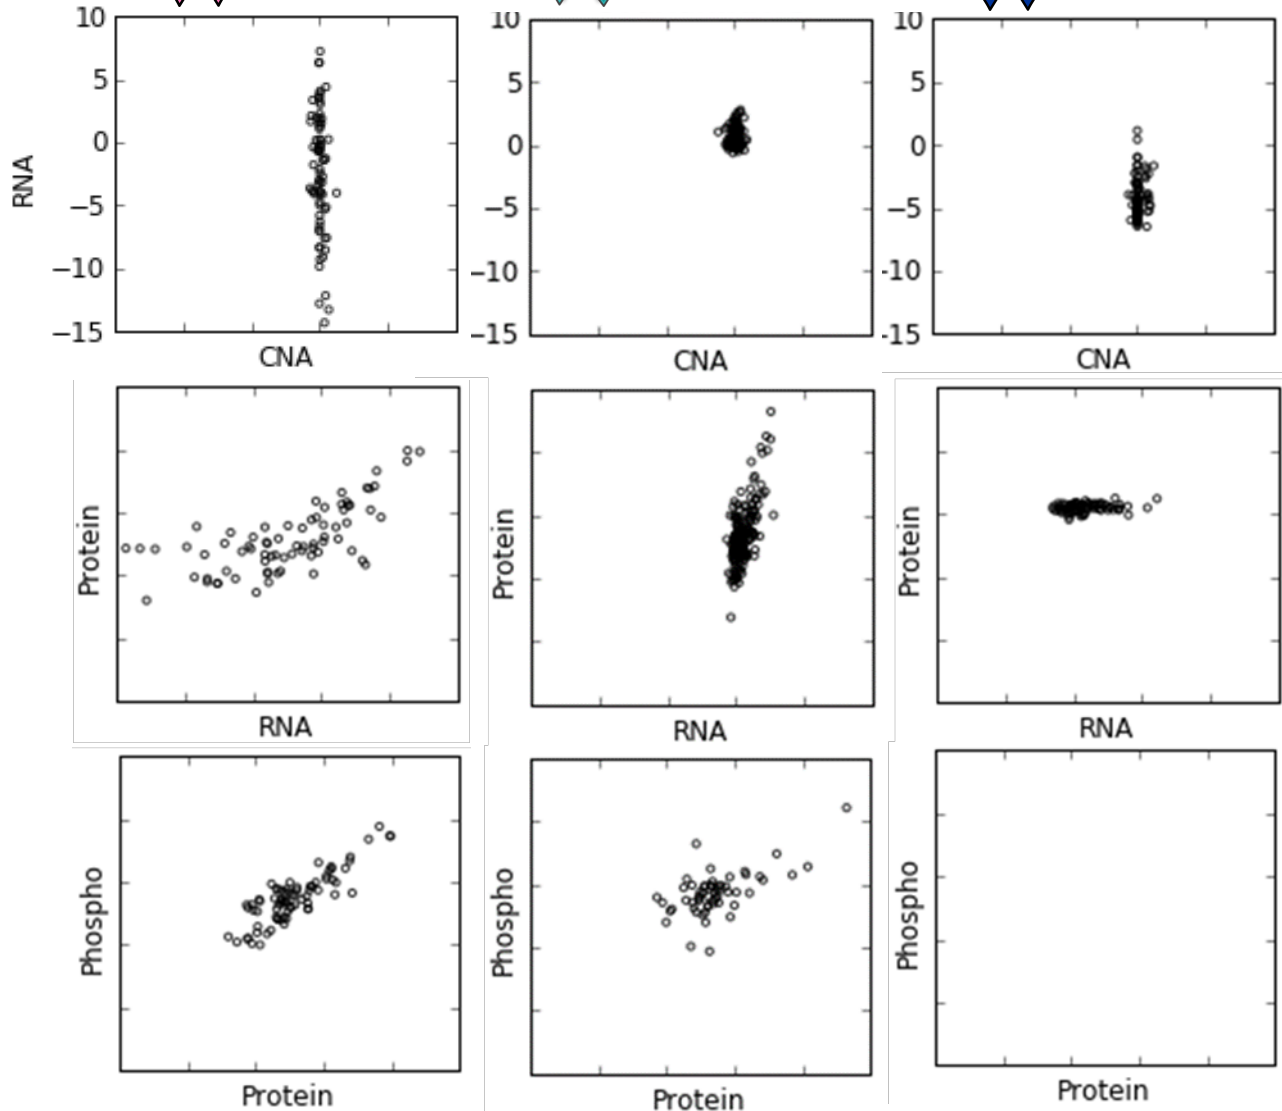 10 10 10
5 5 5
0 0 0
−5 −5 -5
−10 −10 -10
−15 −15 -15
RNA
CNA CNA CNA
Protein Protein Protein
RNA RNA RNA
Phospho Phospho Phospho
Protein Protein Protein